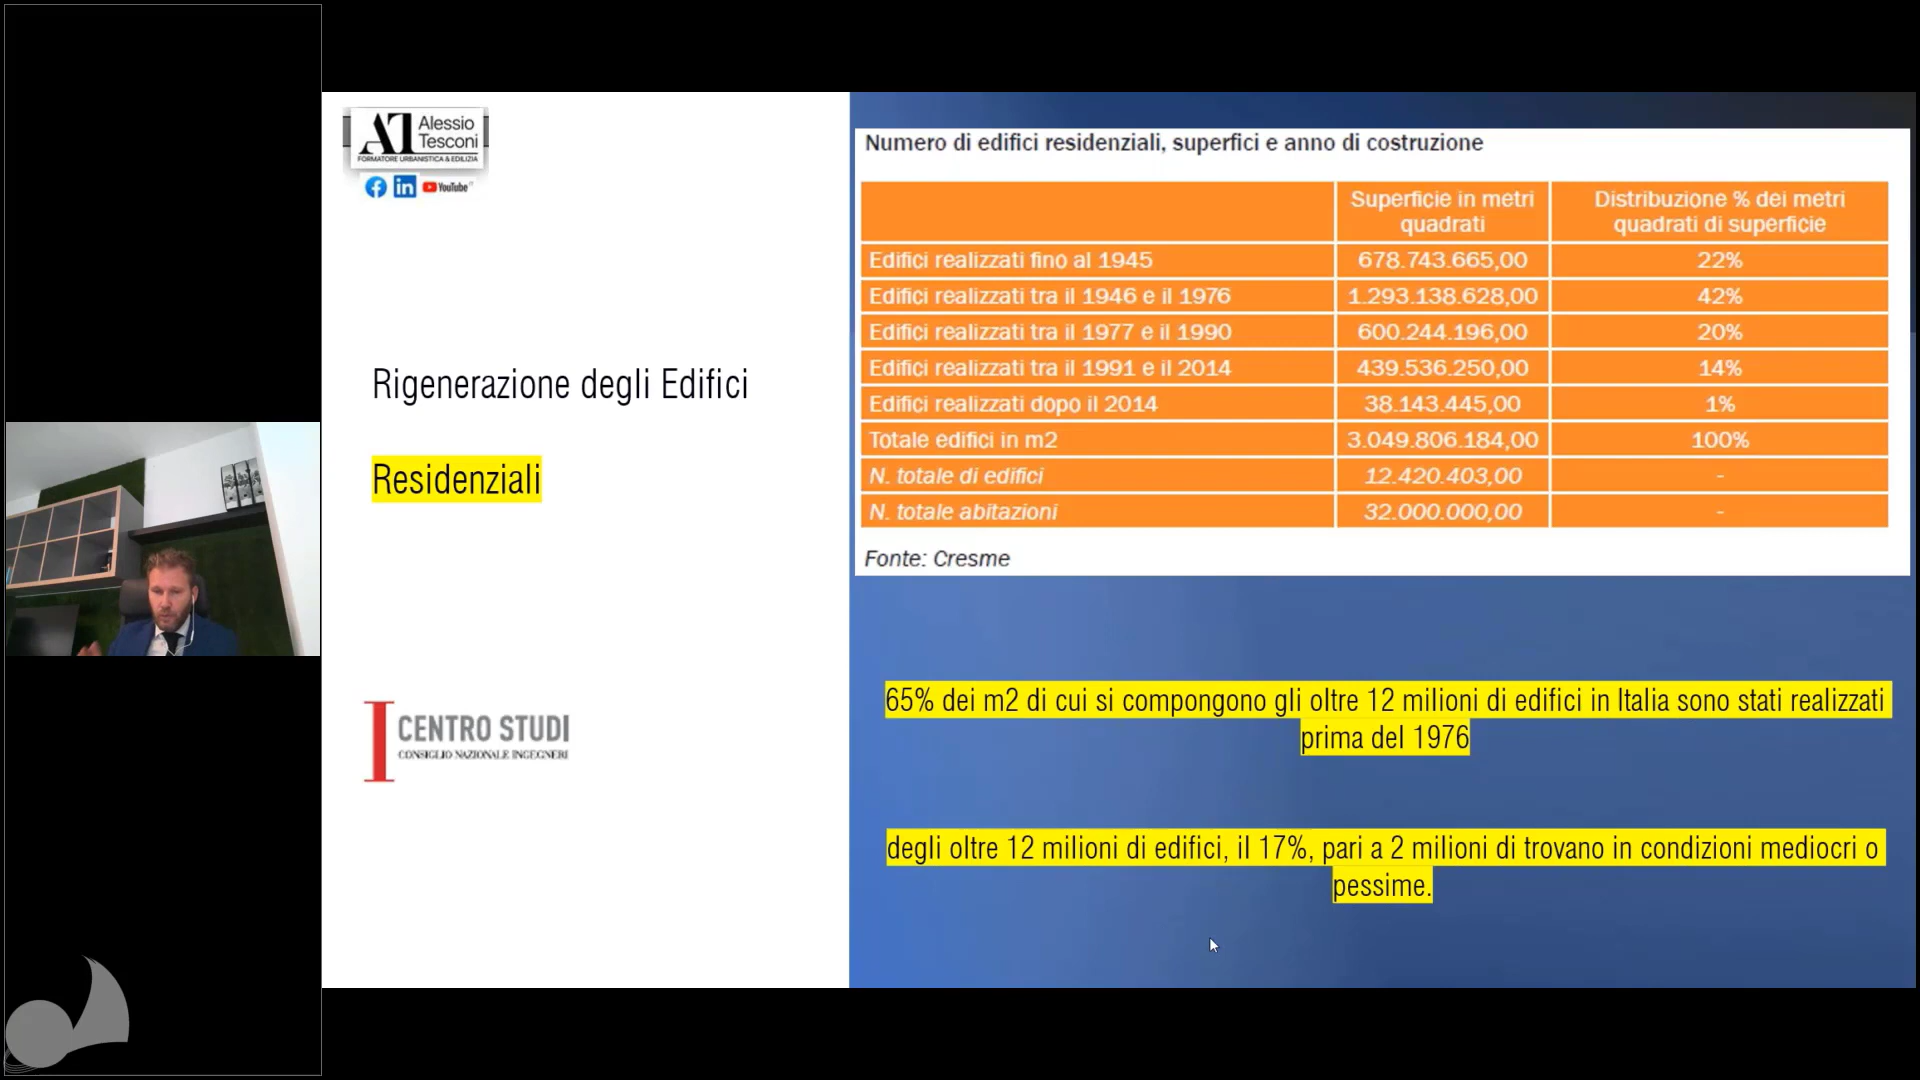 Alessio
Tesconi
FORMATORE URBANISTICA & EDILIZIA
YouTube
Rigenerazione degli Edifici
Residenziali
CENTRO STUDI
CONSIGLIO NAZIONALE INGEGNERI
Numero di edifici residenziali, superfici e anno di costruzione
Superficie in metri quadrati Distribuzione % dei metri quadrati di superficie
Edifici realizzati fino al 1945 678.743.665,00 22%
Edifici realizzati tra il 1946 e il 1976 1.293.138.628,00 42%
Edifici realizzati tra il 1977 e il 1990 600.244.196,00 20%
Edifici realizzati tra il 1991 e il 2014 439.536.250,00 14%
Edifici realizzati dopo il 2014 38.143.445,00 1%
Totale edifici in m2 3.049.806.184,00 100%
N. totale di edifici 12.420.403,00 -
N. totale abitazioni 32.000.000,00 -
Fonte: Cresme
65% dei m2 di cui si compongono gli oltre 12 milioni di edifici in Italia sono stati realizzati
prima del 1976
degli oltre 12 milioni di edifici, il 17%, pari a 2 milioni di trovano in condizioni mediocri o
pessime.